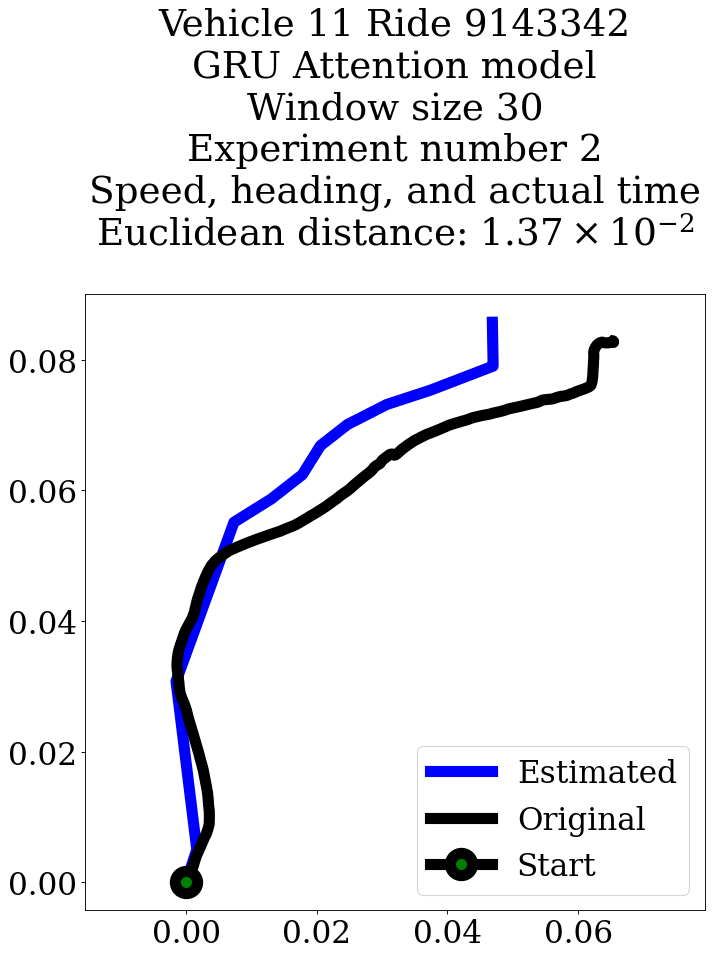 Vehicle 11 Ride 9143342
GRU Attention model
Window size 30
Experiment number 2
Speed, heading, and actual time
Euclidean distance: 1.37 × 10⁻²
0.08
0.06
0.04
0.02
0.00
Estimated
Original
Start
0.00 0.02 0.04 0.06